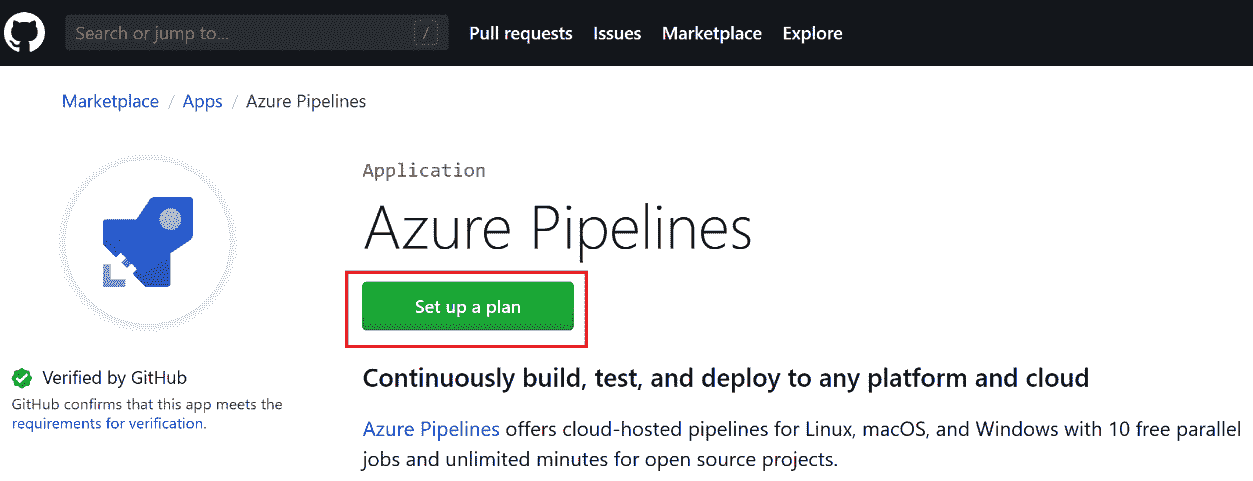 Search or jump to... / Pull requests Issues Marketplace Explore
Marketplace / Apps / Azure Pipelines
Application
Azure Pipelines
Set up a plan
Verified by GitHub
GitHub confirms that this app meets the
requirements for verification.
Continuously build, test, and deploy to any platform and cloud
Azure Pipelines offers cloud-hosted pipelines for Linux, macOS, and Windows with 10 free parallel
jobs and unlimited minutes for open source projects.